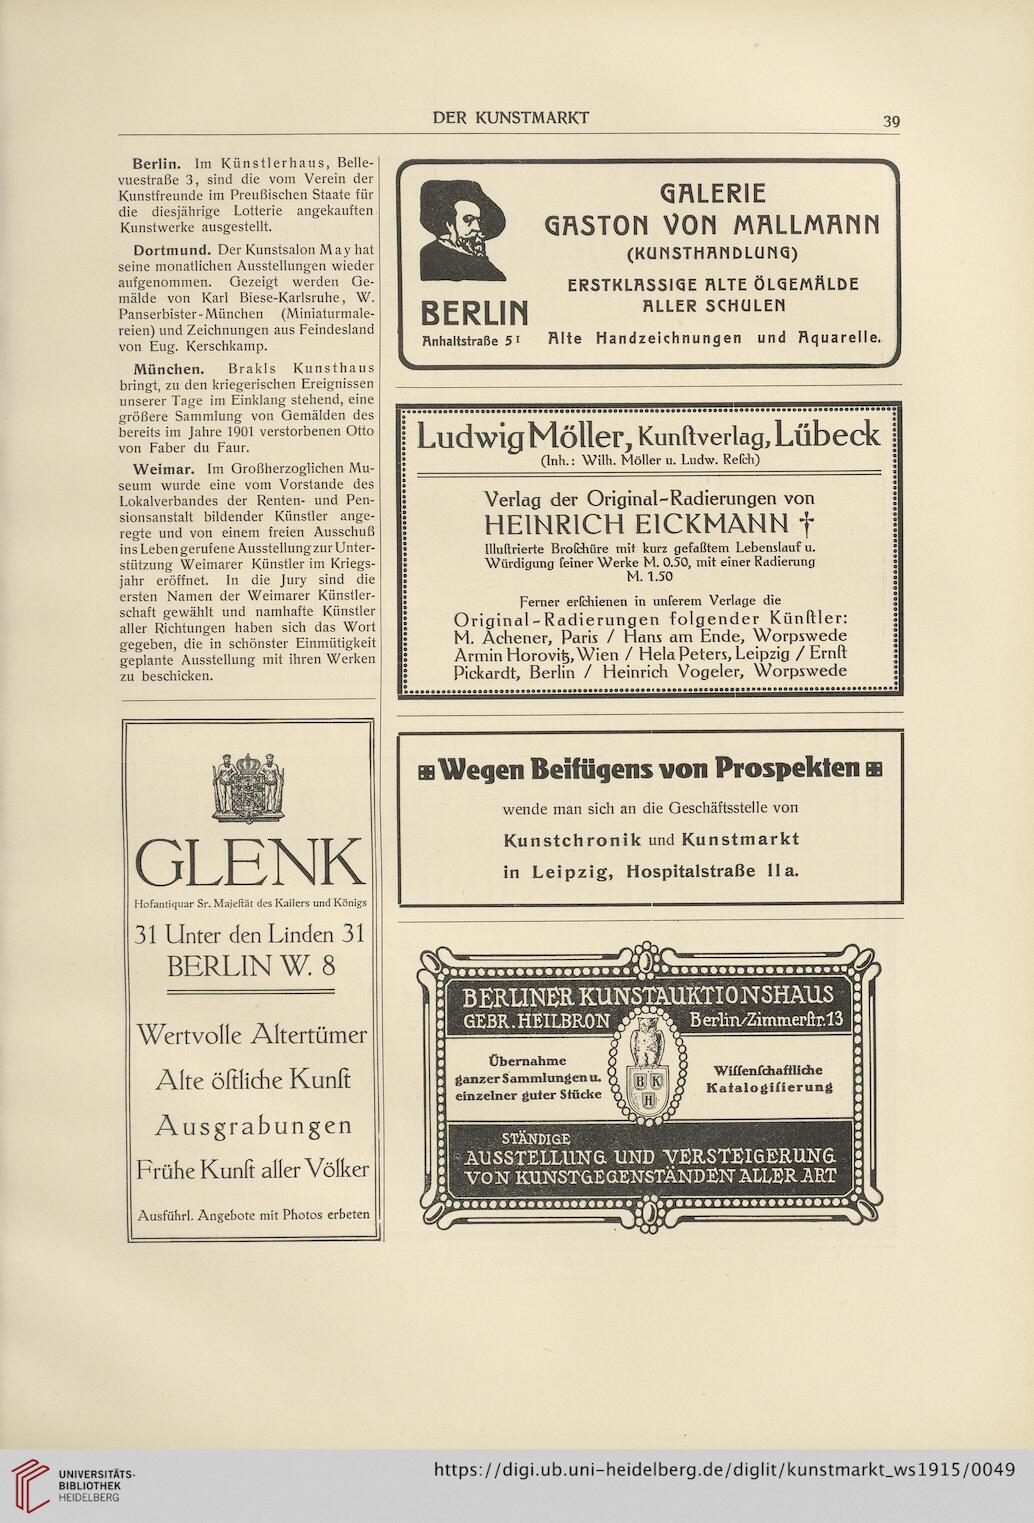 DER KUNSTMARKT
39
Berlin. Im Künstlerhaus, Belle-
vuestraße 3, sind die vom Verein der
Kunstfreunde im Preußischen Staate für
die diesjährige Lotterie angekauften
Kunstwerke ausgestellt.
Dortmund. Der Kunstsalon May hat
seine monatlichen Ausstellungen wieder
aufgenommen. Gezeigt werden Ge-
mälde von Karl Biese-Karlsruhe, W.
Panserbister-München (Miniaturmale-
reien) und Zeichnungen aus Feindesland
von Eug. Kerschkamp.
München. Brakls Kunsthaus
bringt, zu den kriegerischen Ereignissen
unserer Tage im Einklang stehend, eine
größere Sammlung von Gemälden des
bereits im Jahre 1901 verstorbenen Otto
von Faber du Faur.
Weimar. Im Großherzoglichen Mu-
seum wurde eine vom Vorstande des
Lokalverbandes der Renten- und Pen-
sionsanstalt bildender Künstler ange-
regte und von einem freien Ausschuß
ins Leben gerufene Ausstellung zur Unter-
stützung Weimarer Künstler im Kriegs-
jahr eröffnet. In die Jury sind die
ersten Namen der Weimarer Künstler-
schaft gewählt und namhafte Künstler
aller Richtungen haben sich das Wort
gegeben, die in schönster Einmütigkeit
geplante Ausstellung mit ihren Werken
zu beschicken.
GLENK
Hofantiquar Sr. Majeſtät des Kaiſers und Königs
31 Unter den Linden 31
BERLIN W. 8
Wertvolle Altertümer
Alte öſtliche Kunſt
Ausgrabungen
Frühe Kunſt aller Völker
Ausführl. Angebote mit Photos erbeten
GALERIE
GASTON VON MALLMANN
(KUNSTHANDLUNG)
ERSTKLASSIGE ALTE ÖLGEMÄLDE
ALLER SCHULEN
BERLIN
Anhaltstraße 5 I
Alte Handzeichnungen und Aquarelle.
Ludwig Möller, Kunſtverlag, Lübeck
(Inh.: Wilh. Möller u. Ludw. Reſch)
Verlag der Original-Radierungen von
HEINRICH EICKMANN †
Illuſtrierte Broſchüre mit kurz gefaßtem Lebenslauf u.
Würdigung ſeiner Werke M. 0.50, mit einer Radierung
M. 1.50
Ferner erſchienen in unſerem Verlage die
Original-Radierungen folgender Künſtler:
M. Achener, Paris / Hans am Ende, Worpswede
Armin Horovitz, Wien / Hela Peters, Leipzig / Ernſt
Pickardt, Berlin / Heinrich Vogeler, Worpswede
Wegen Beifügens von Prospekten
wende man sich an die Geschäftsstelle von
Kunstchronik und Kunstmarkt
in Leipzig, Hospitalstraße 11a.
BERLINER KUNSTAUKTIONSHAUS
GEBR. HEILBRON
Berlin/Zimmerſtr. 13
Übernahme
ganzer Sammlungen u.
einzelner guter Stücke
B K
H
Wiſſenſchaftliche
Katalogiſierung
STÄNDIGE
AUSSTELLUNG UND VERSTEIGERUNG
VON KUNSTGEGENSTÄNDEN ALLER ART
UNIVERSITÄTS-
BIBLIOTHEK
HEIDELBERG
https://digi.ub.uni-heidelberg.de/diglit/kunstmarkt_ws1915/0049